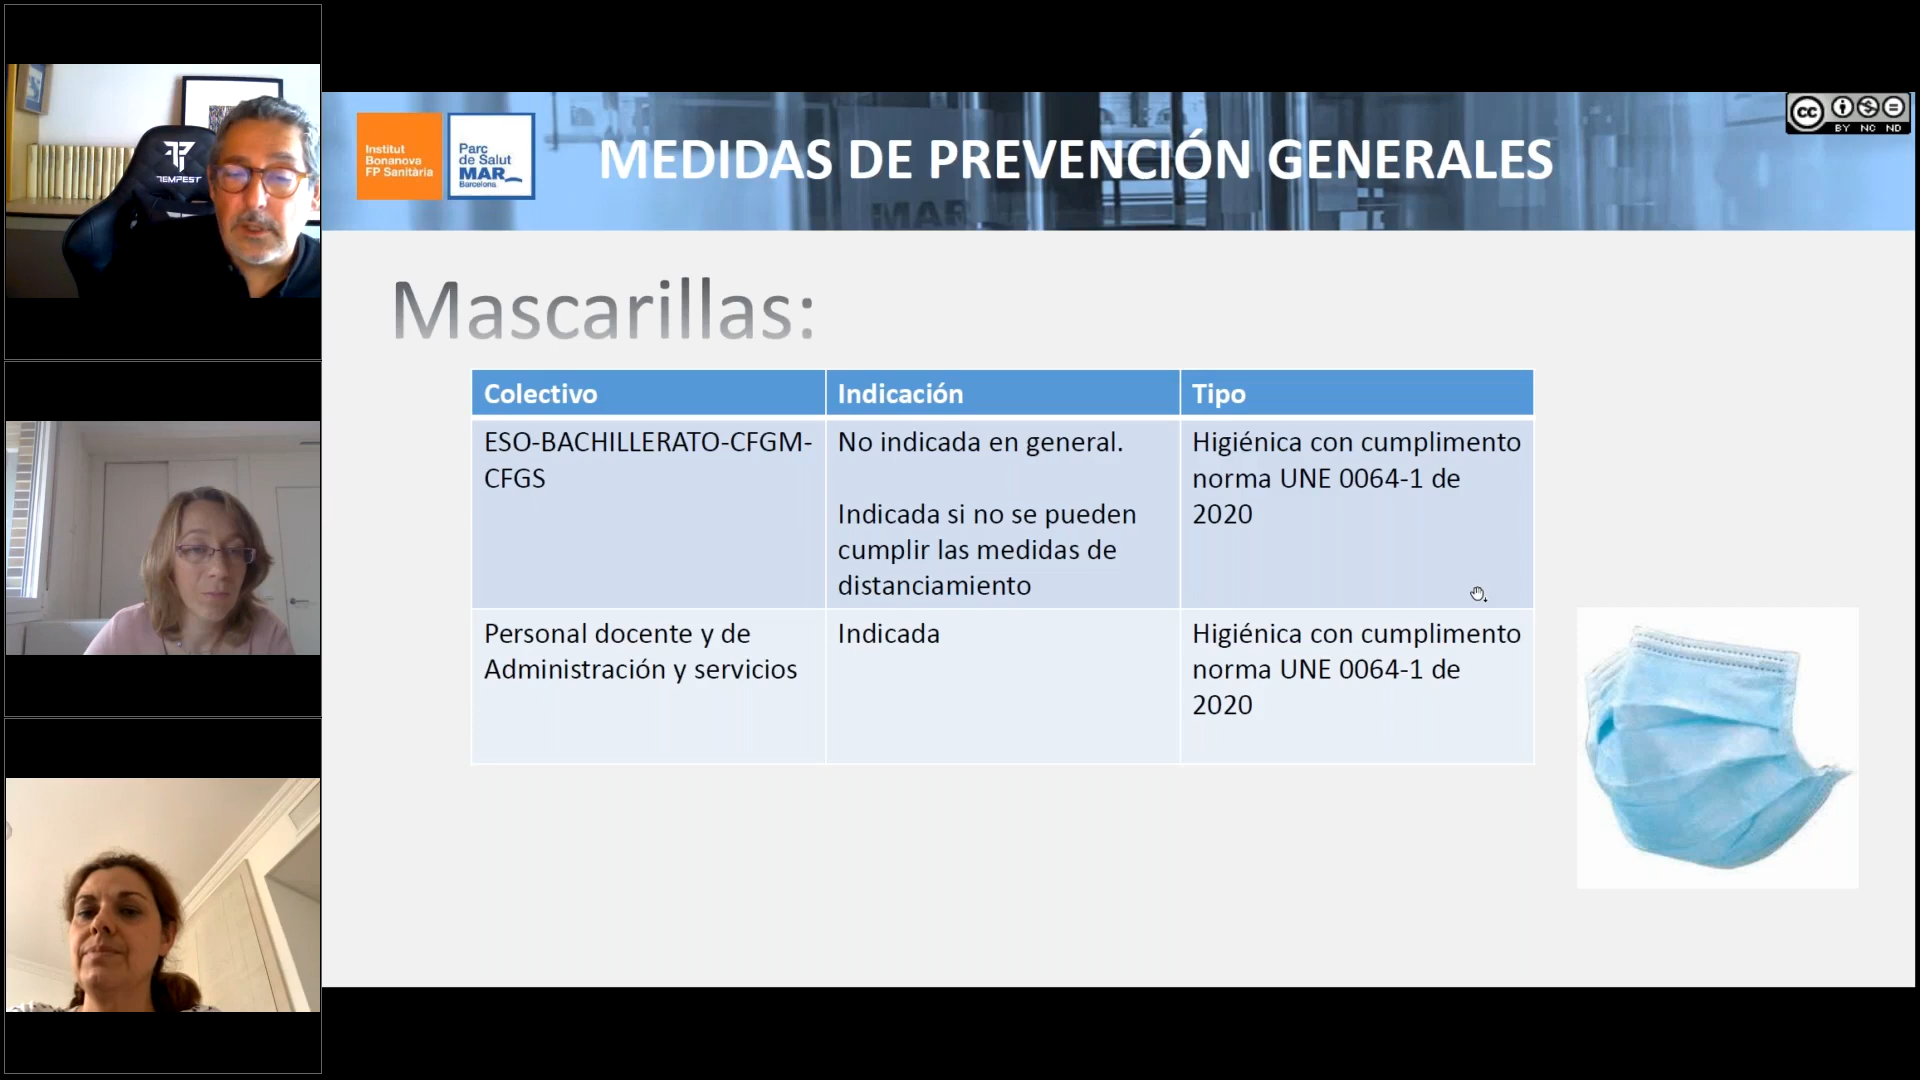 TEMPEST
Institut
Bonanova
FP Sanitària
Parc
de Salut
MAR
Barcelona
MEDIDAS DE PREVENCIÓN GENERALES
MAR
cc
BY NC ND
Mascarillas:
Colectivo
Indicación
Tipo
ESO-BACHILLERATO-CFGM-
CFGS
No indicada en general.
Indicada si no se pueden
cumplir las medidas de
distanciamiento
Higiénica con cumplimento
norma UNE 0064-1 de
2020
Personal docente y de
Administración y servicios
Indicada
Higiénica con cumplimento
norma UNE 0064-1 de
2020